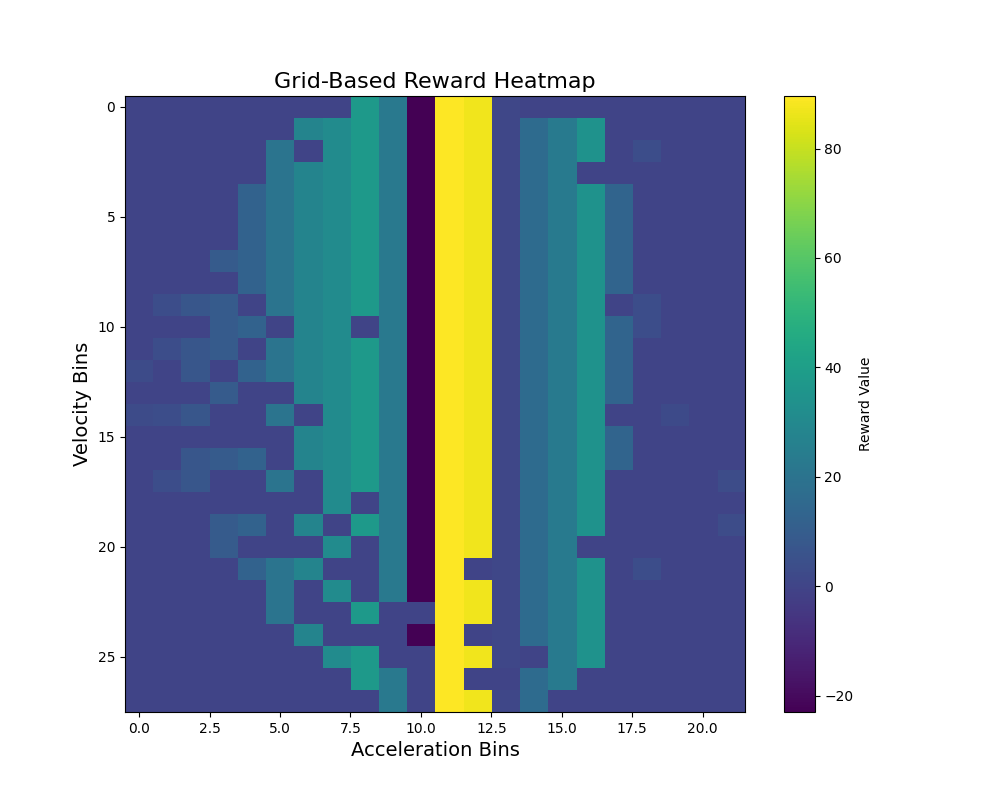 Grid-Based Reward Heatmap
0
5
10
15
20
25
Velocity Bins
0.0 2.5 5.0 7.5 10.0 12.5 15.0 17.5 20.0
Acceleration Bins
80
60
40
20
0
−20
Reward Value